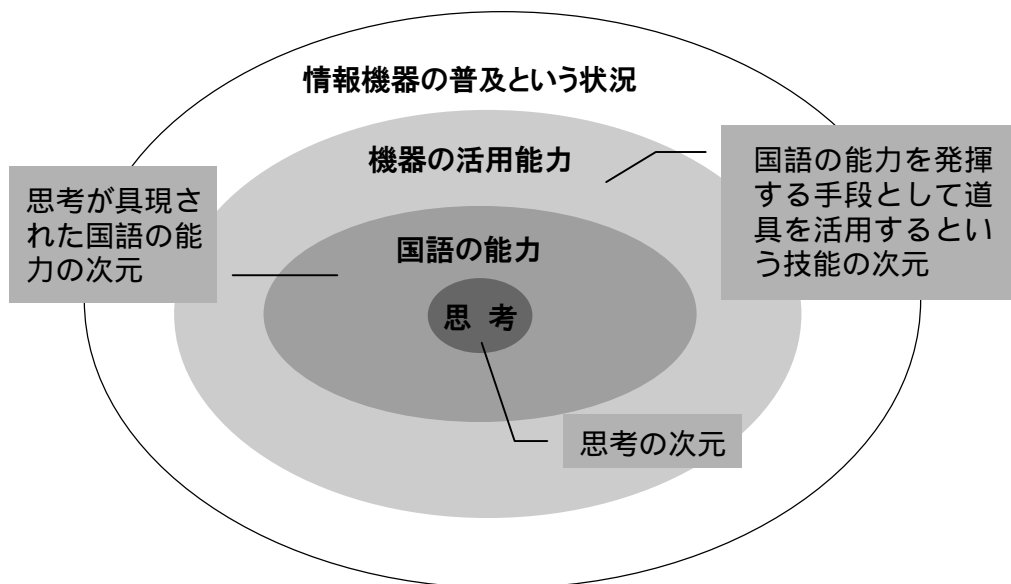 情報機器の普及という状況
機器の活用能力
国語の能力を発揮
する手段として道
具を活用するとい
う技能の次元
思考が具現さ
れた国語の能
力の次元
国語の能力
思 考
思考の次元